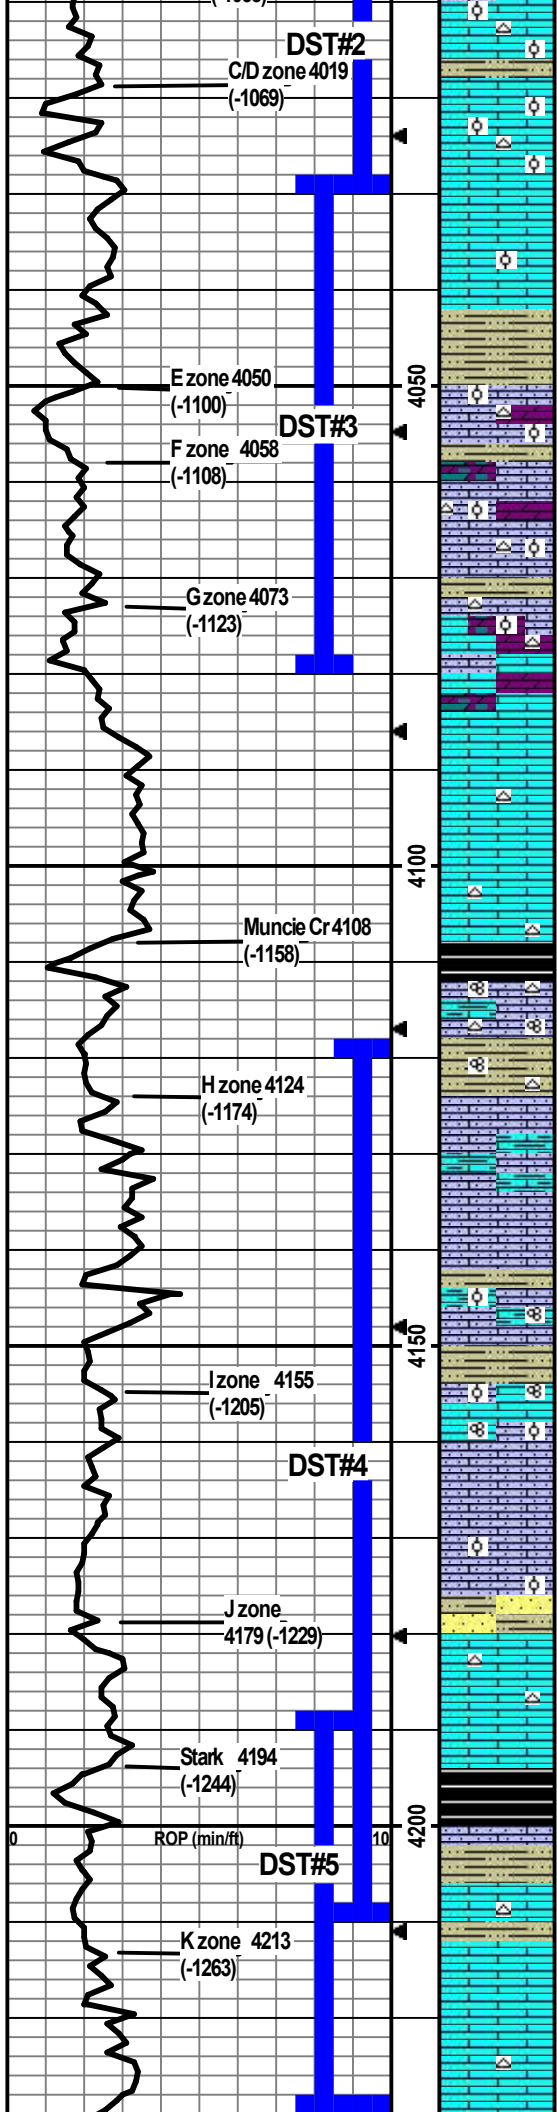 DST#2
C/D zone 4019
(-1069)
E zone 4050
(-1100)
4050
DST#3
F zone 4058
(-1108)
G zone 4073
(-1123)
4100
Muncie Cr 4108
(-1158)
H zone 4124
(-1174)
4150
I zone 4155
(-1205)
DST#4
J zone
4179 (-1229)
Stark 4194
(-1244)
0 ROP (min/ft) 10
4200
DST#5
K zone 4213
(-1263)